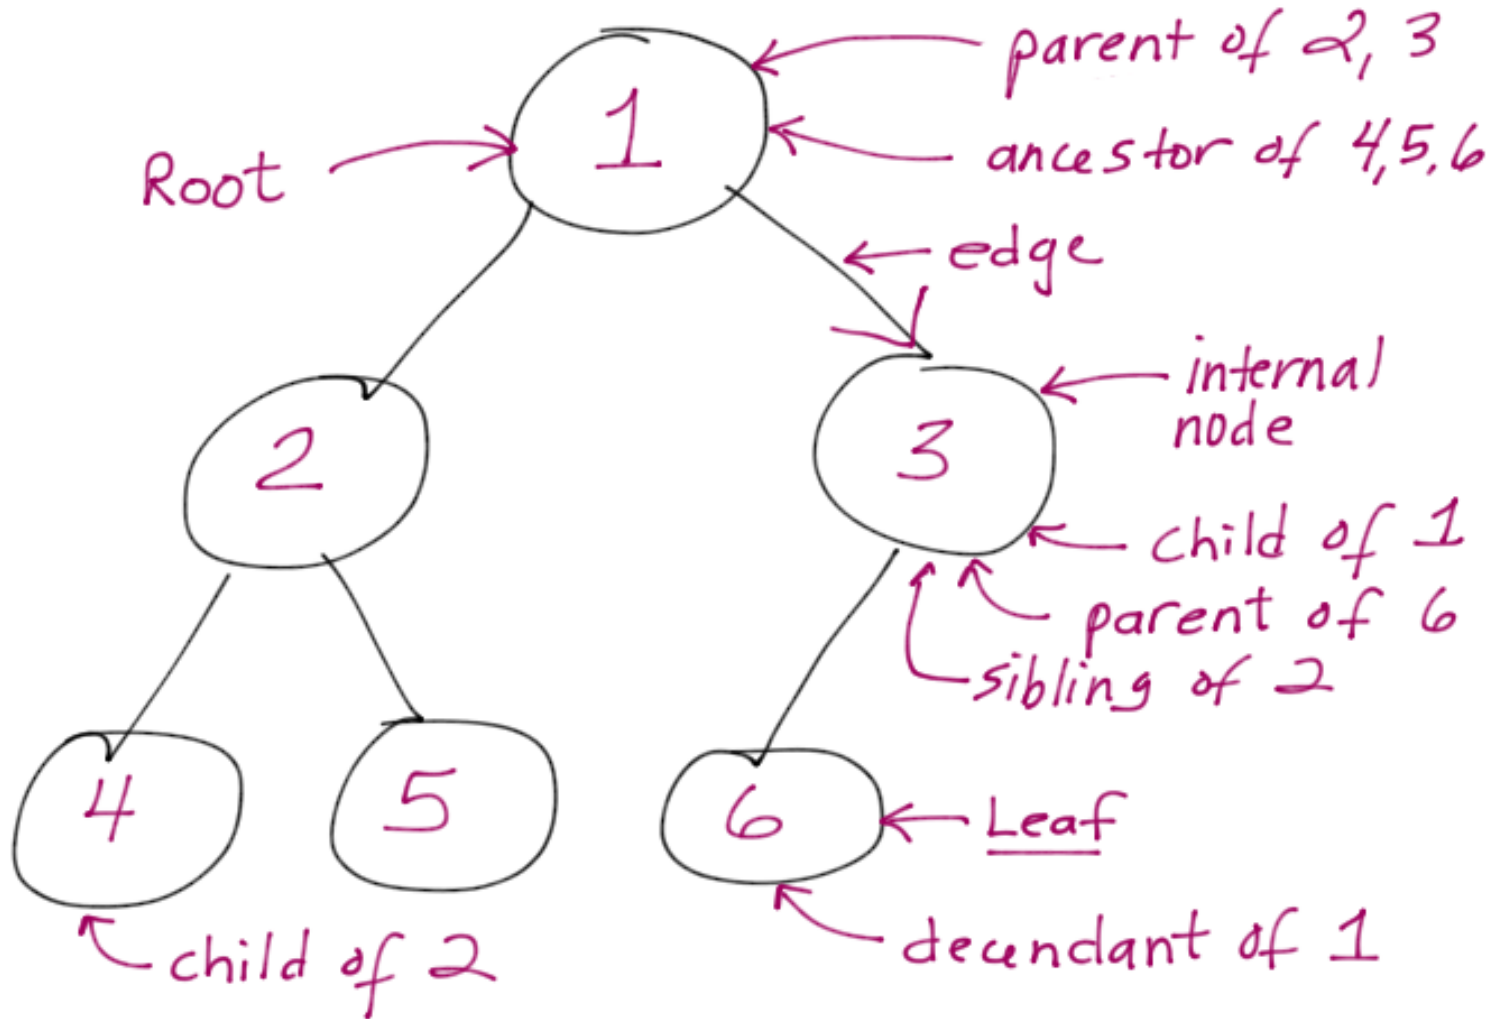 parent of 2, 3
1
ancestor of 4,5,6
Root
edge
internal
node
2
3
child of 1
parent of 6
sibling of 2
4
5
6
Leaf
decendant of 1
child of 2